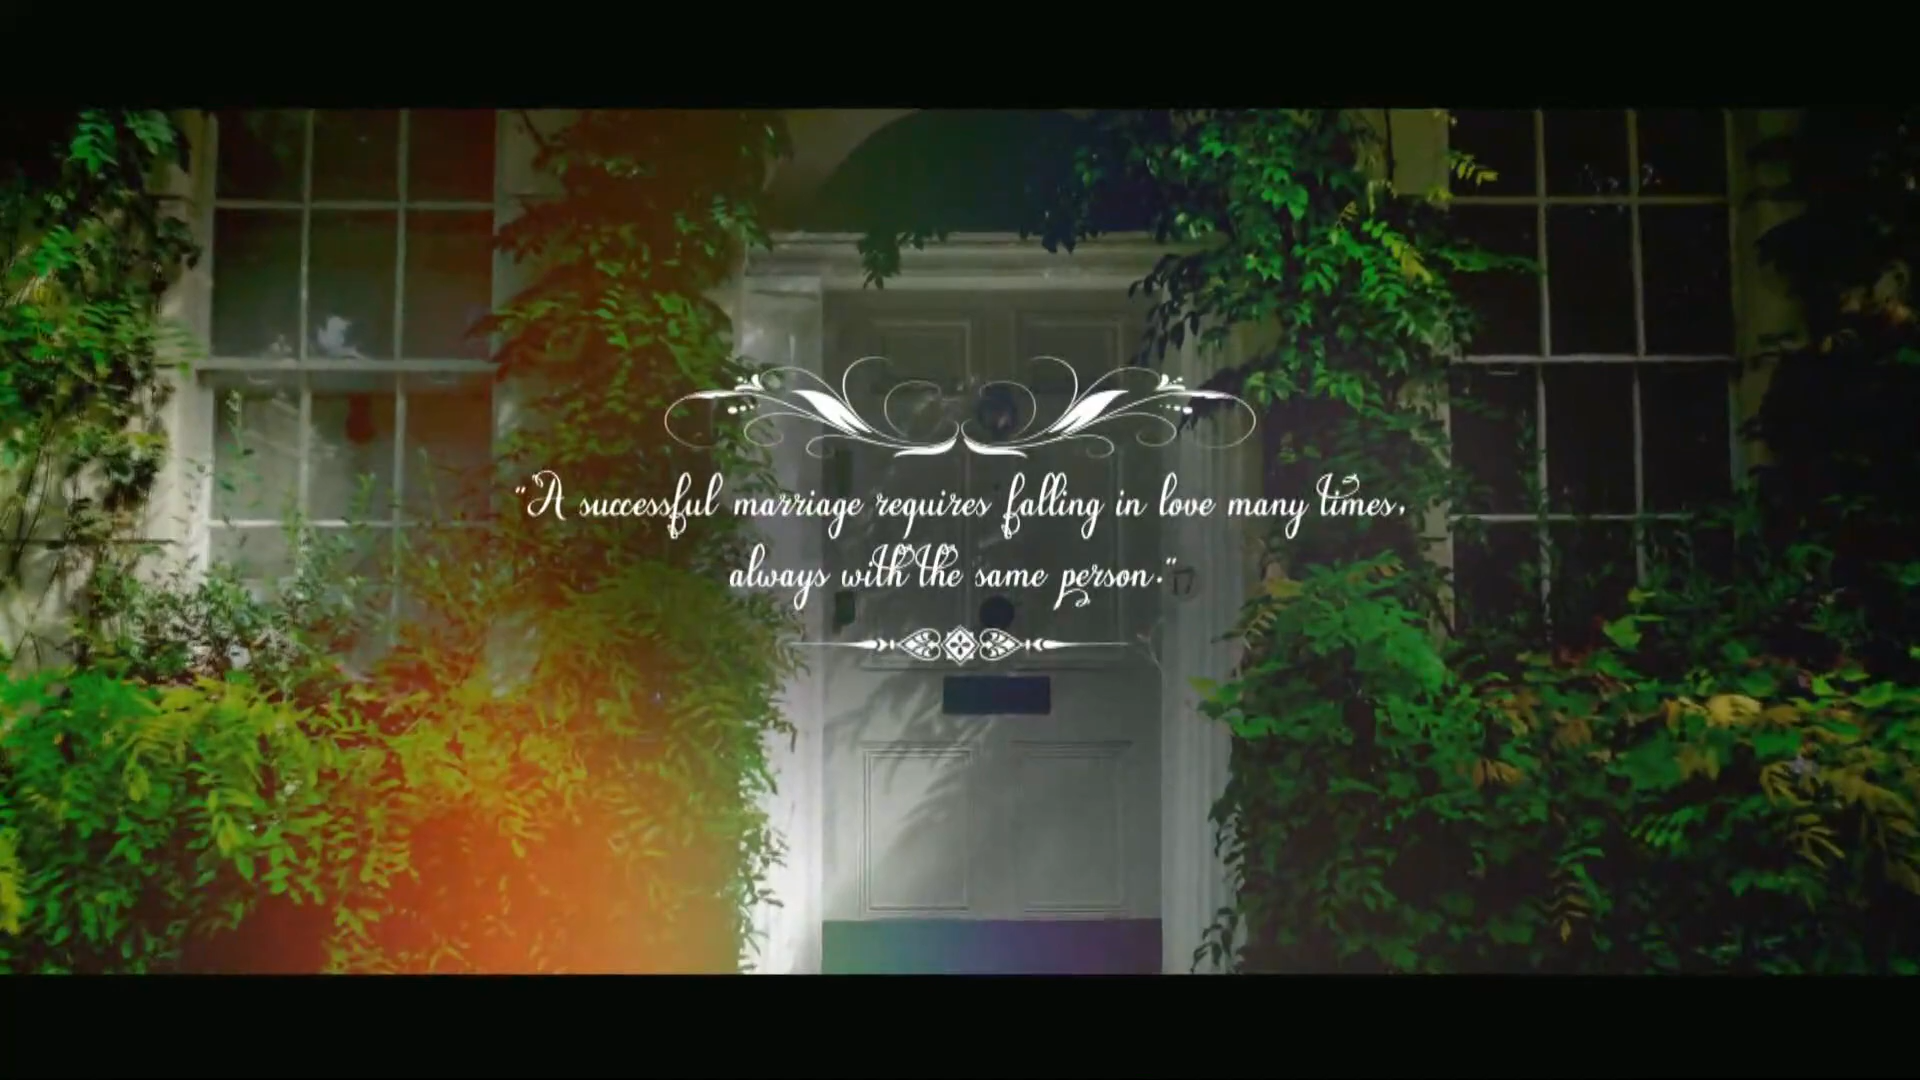 "A successful marriage requires falling in love many times,
always with the same person."